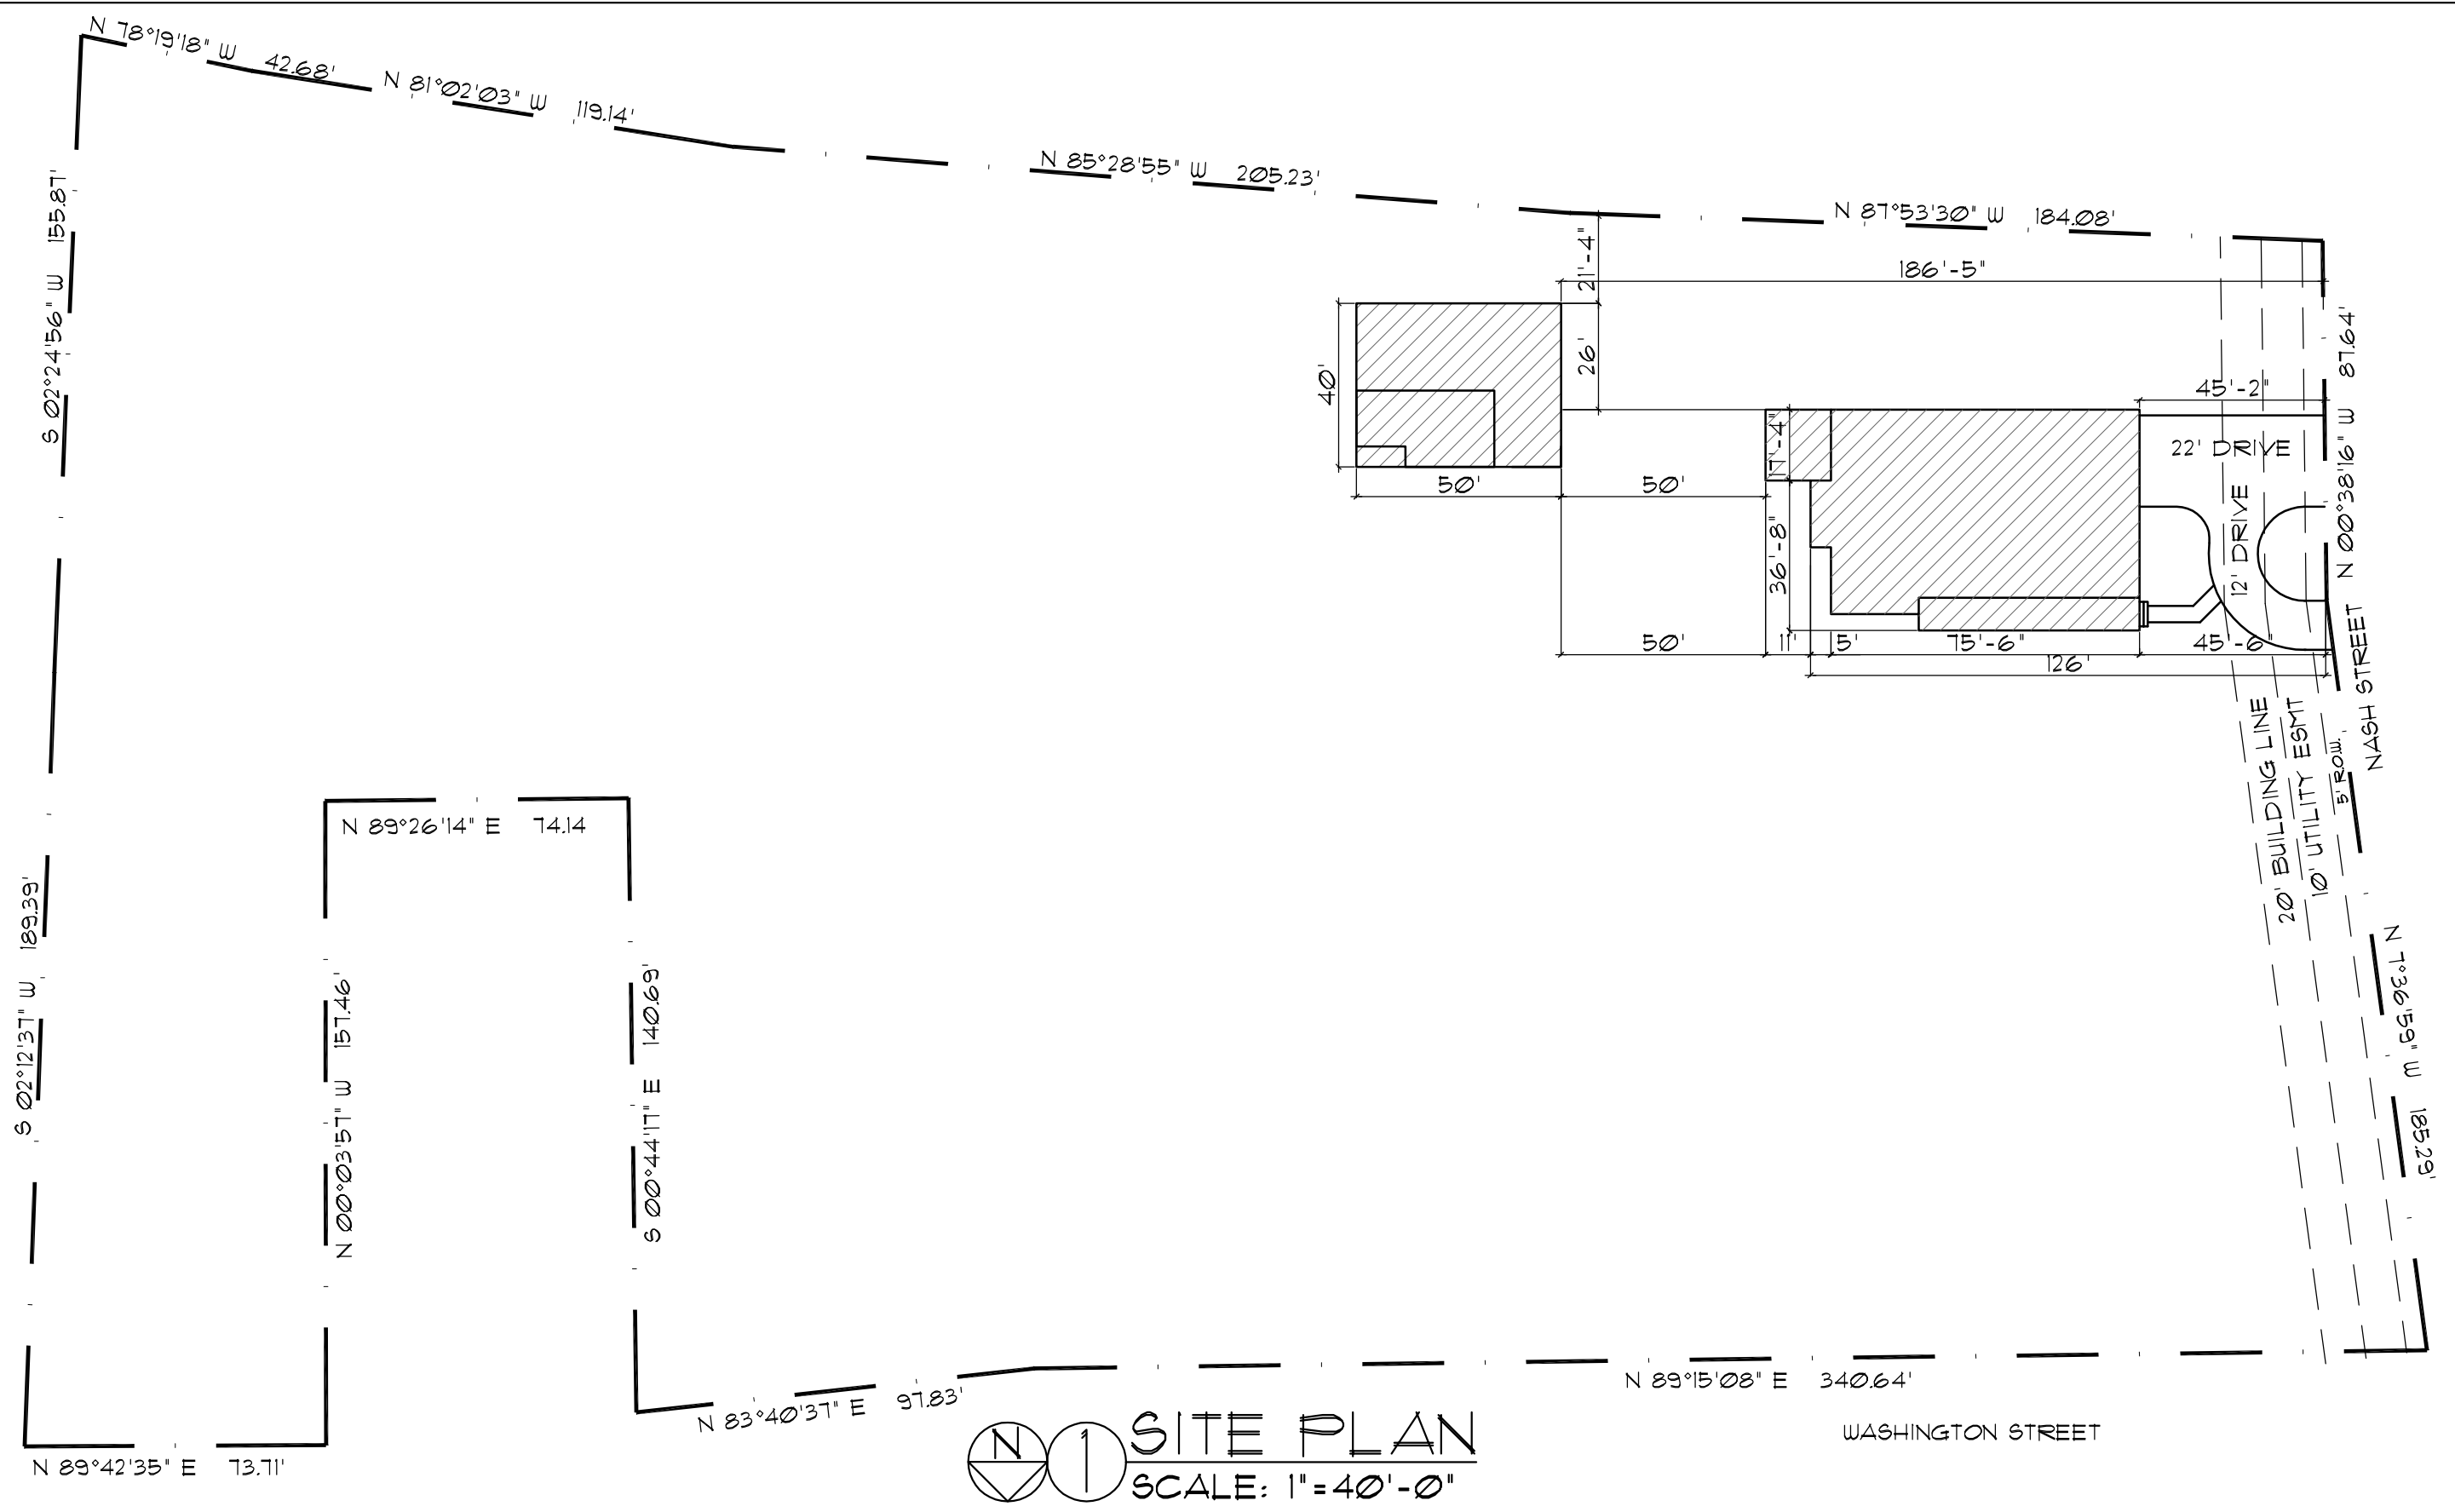 N 78°19'18" W 42.68'
N 81°02'03" W 119.14'
N 85°28'55" W 205.23'
N 87°53'30" W 184.08'
S 02°24'56" W 155.87'
21'-4"
186'-5"
40'
26'
50'
50'
17'-4"
36'-8"
45'-2"
22' DRIVE
12' DRIVE
N 00°38'16" W 87.64'
50'
11'
5'
75'-6"
45'-6"
126'
NASH STREET
20' BUILDING LINE
10' UTILITY ESMT
5' R.O.W.
N 7°36'59" W 185.29'
N 89°26'14" E 74.14
S 02°12'37" W 189.39'
N 00°03'57" W 157.46'
S 00°44'17" E 140.69'
N 89°42'35" E 73.71'
N 83°40'37" E 97.83'
N 89°15'08" E 340.64'
WASHINGTON STREET
N
1
SITE PLAN
SCALE: 1"=40'-0"